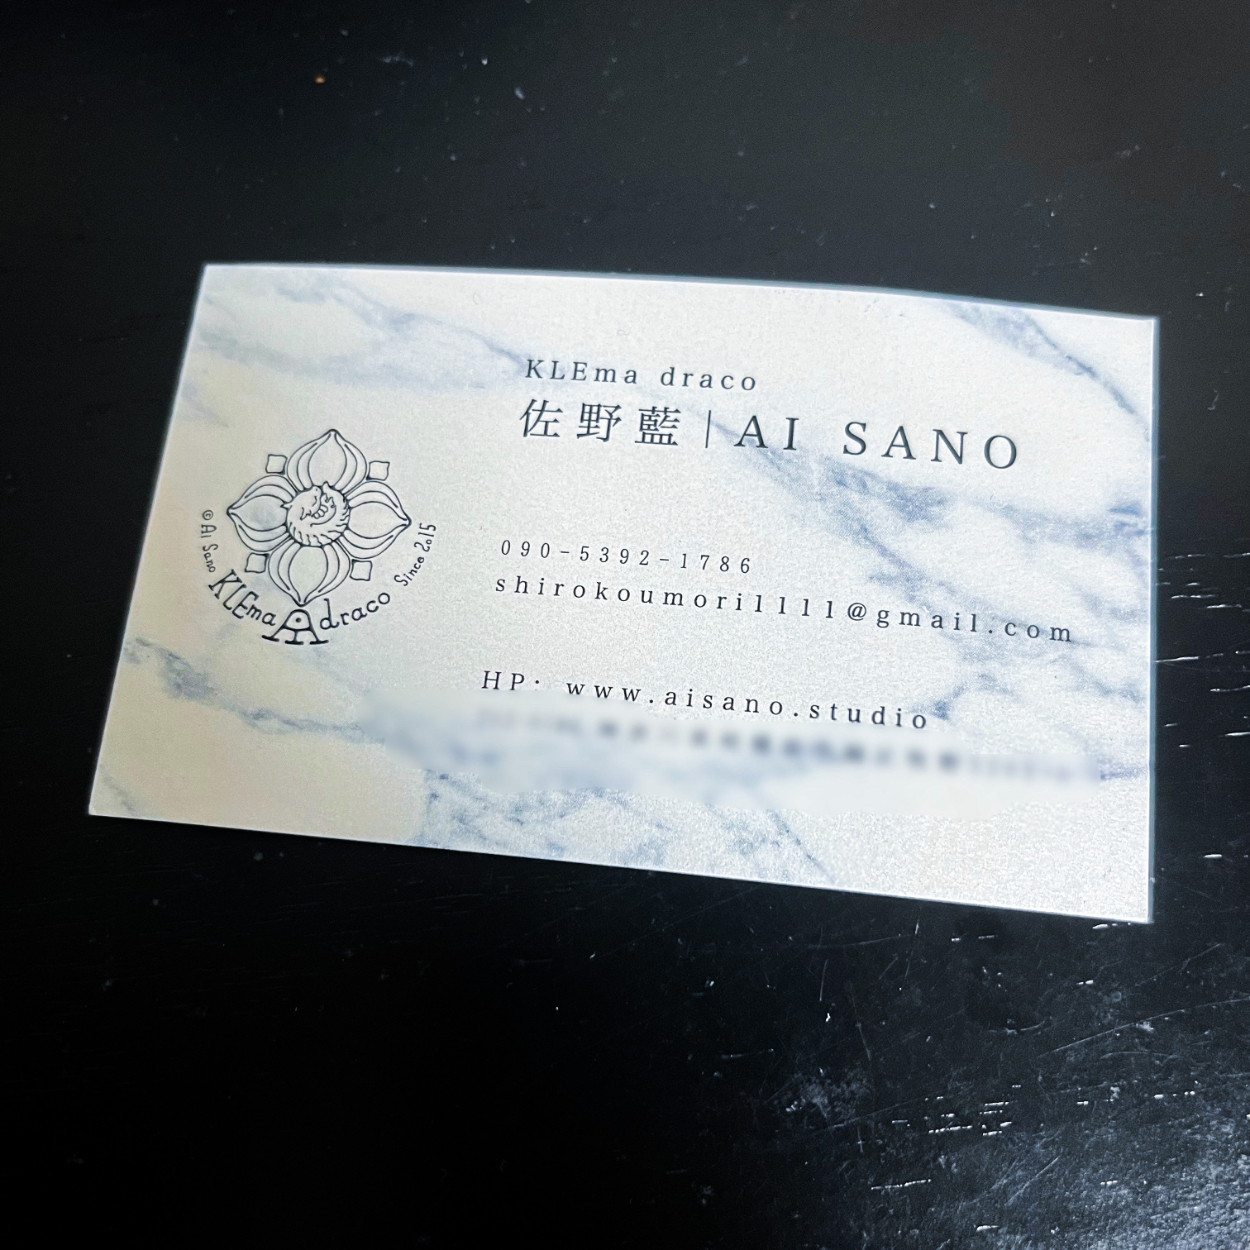 KLEma draco
佐野藍|AI SANO
090-5392-1786
shirokoumori1111@gmail.com
HP: www.aisano.studio
©Ai Sano KLEma draco Since 2015